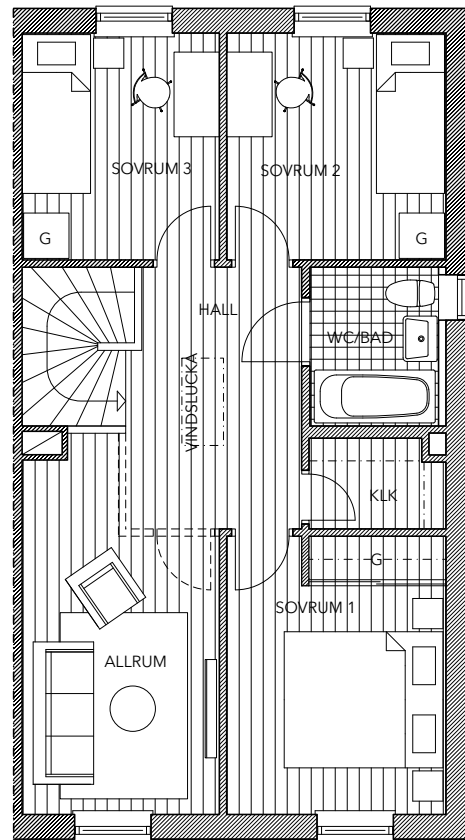 SOVRUM 3
SOVRUM 2
G
G
HALL
WC/BAD
VINDSLUCKA
KLK
G
SOVRUM 1
ALLRUM